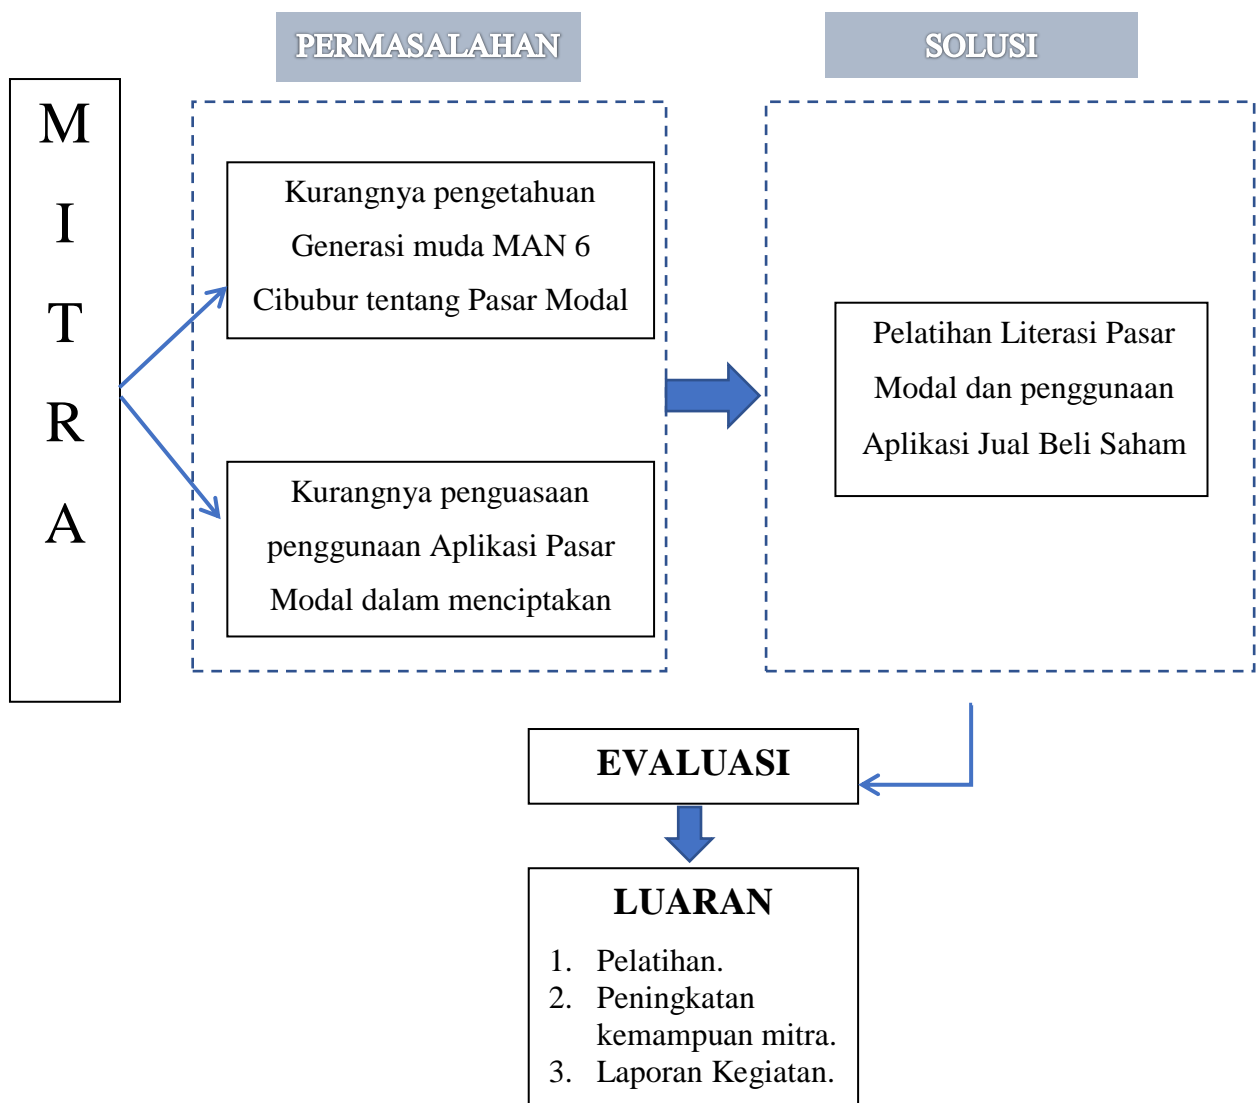 PERMASALAHAN
SOLUSI
M
I
T
R
A
Kurangnya pengetahuan
Generasi muda MAN 6
Cibubur tentang Pasar Modal
Kurangnya penguasaan
penggunaan Aplikasi Pasar
Modal dalam menciptakan
Pelatihan Literasi Pasar
Modal dan penggunaan
Aplikasi Jual Beli Saham
EVALUASI
LUARAN
1. Pelatihan.
2. Peningkatan
kemampuan mitra.
3. Laporan Kegiatan.